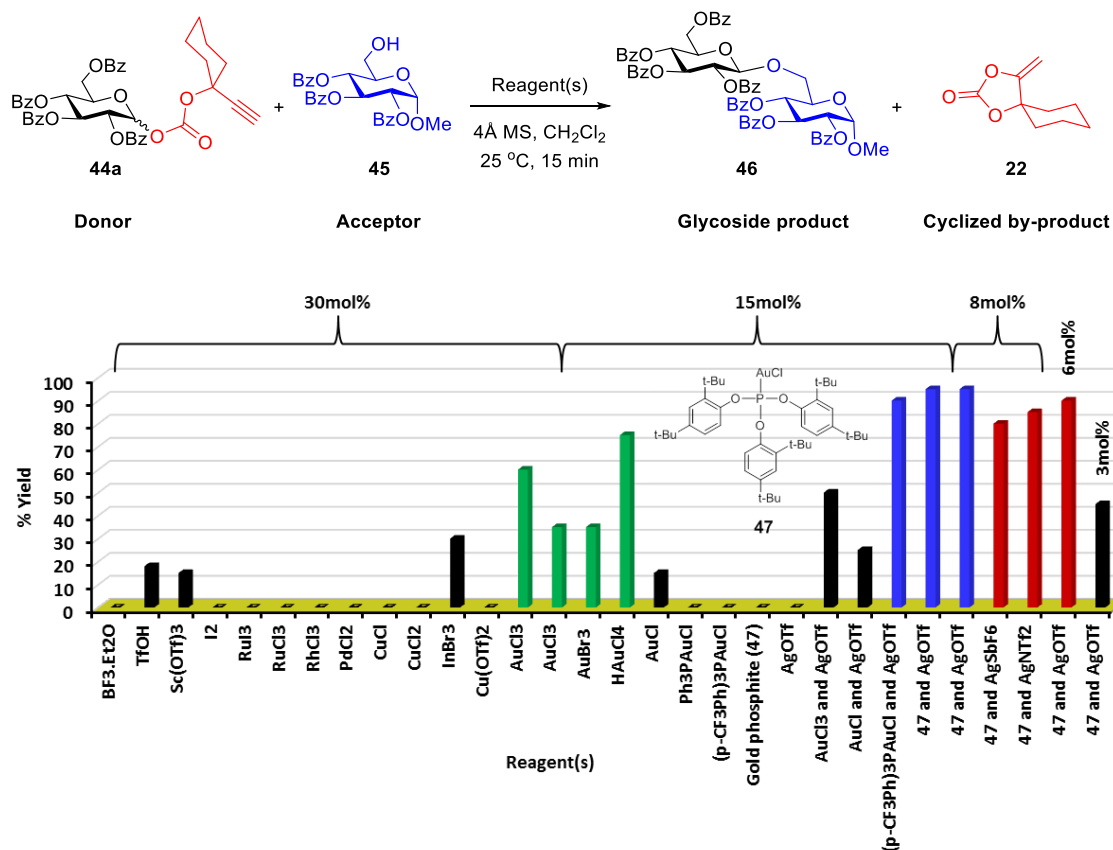 OBz
BzO
BzO
OBz
O
O
O
O
44a
Donor
+
OH
BzO
BzO
O
BzO
OMe
45
Acceptor
Reagent(s)
4Å MS, CH2Cl2
25 °C, 15 min
OBz
BzO
BzO
O
O
OBz
BzO
BzO
O
BzO
OMe
46
Glycoside product
+
O
O
O
22
Cyclized by-product
30mol%
15mol%
8mol%
6mol%
3mol%
AuCl
t-Bu
t-Bu
O
P
O
t-Bu
t-Bu
O
t-Bu
t-Bu
47
% Yield
100
90
80
70
60
50
40
30
20
10
0
BF3.Et2O
TfOH
Sc(OTf)3
I2
RuI3
RuCl3
RhCl3
PdCl2
CuCl
CuCl2
InBr3
Cu(OTf)2
AuCl3
AuCl3
AuBr3
HAuCl4
AuCl
Ph3PAuCl
(p-CF3Ph)3PAuCl
Gold phosphite (47)
AgOTf
AuCl3 and AgOTf
AuCl and AgOTf
(p-CF3Ph)3PAuCl and AgOTf
47 and AgOTf
47 and AgOTf
47 and AgSbF6
47 and AgNTf2
47 and AgOTf
47 and AgOTf
Reagent(s)